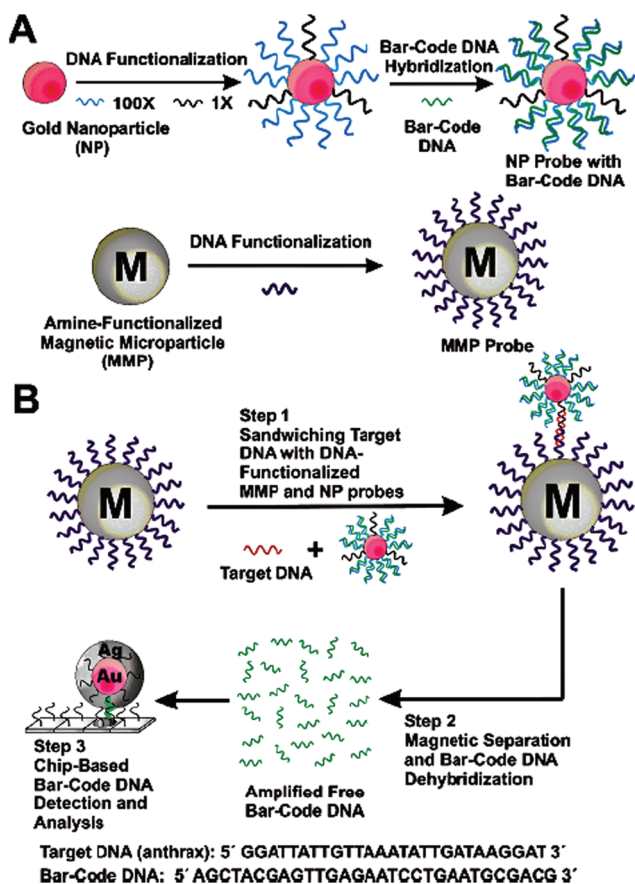 A
DNA Functionalization
100X 1X
Gold Nanoparticle
(NP)
Bar-Code DNA
Hybridization
Bar-Code
DNA
NP Probe with
Bar-Code DNA
M
DNA Functionalization
M
Amine-Functionalized
Magnetic Microparticle
(MMP)
MMP Probe
B
M
Step 1
Sandwiching Target
DNA with DNA-
Functionalized
MMP and NP probes
+
Target DNA
M
Ag
Au
Step 3
Chip-Based
Bar-Code DNA
Detection and
Analysis
Amplified Free
Bar-Code DNA
Step 2
Magnetic Separation
and Bar-Code DNA
Dehybridization
Target DNA (anthrax): 5´ GGATTATTGTTAAATATTGATAAGGAT 3´
Bar-Code DNA: 5´ AGCTACGAGTTGAGAATCCTGAATGCGACG 3´